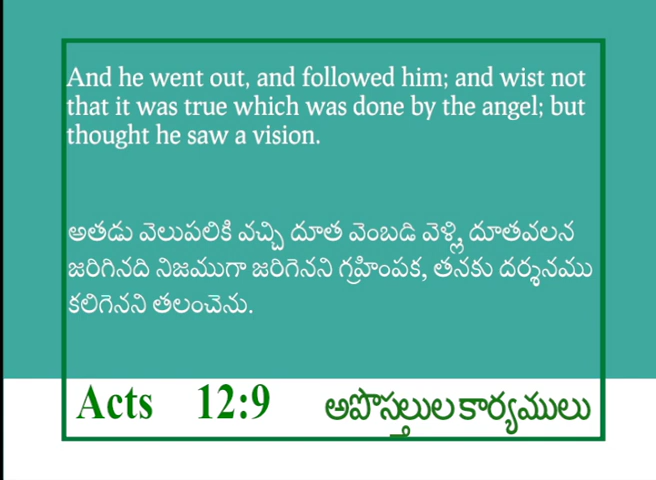 And he went out, and followed him; and wist not
that it was true which was done by the angel; but
thought he saw a vision.
అతడు వెలుపలికి వచ్చి దూత వెంబడి వెళ్లి, దూతవలన
జరిగినది నిజముగా జరిగెనని గ్రహింపక, తనకు దర్శనము
కలిగెనని తలంచెను.
Acts 12:9 అపొస్తలుల కార్యములు